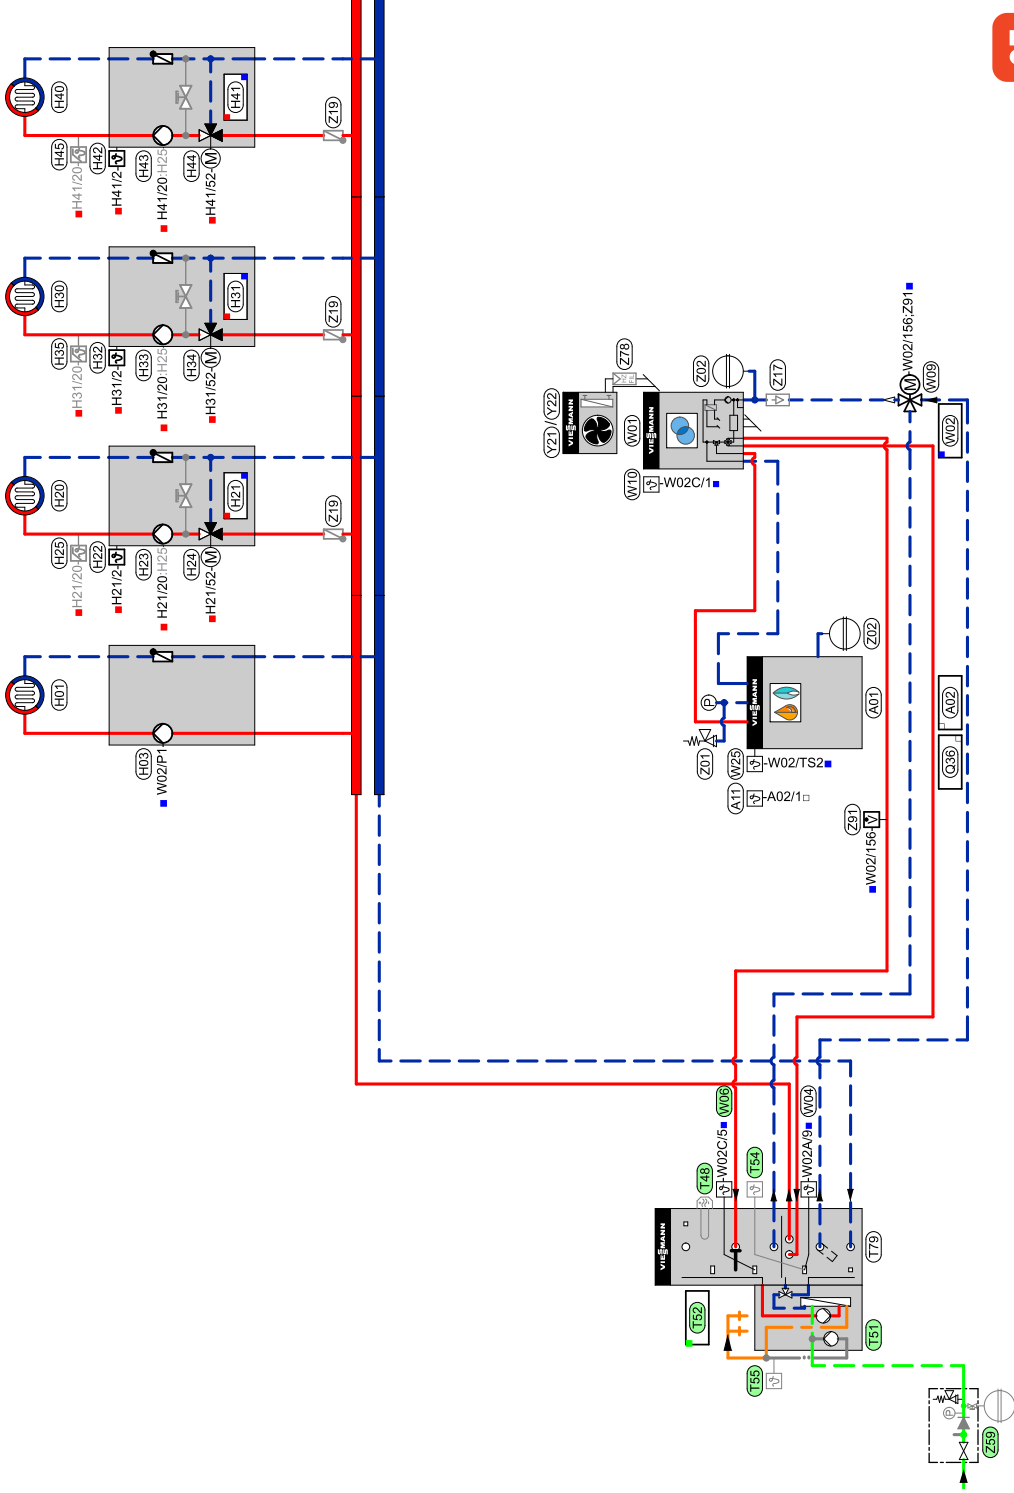 H40
H45
H41/20
H42
H41/2
H43
H41/20:H25
H44
H41/52
M
H41
Z19
H30
H35
H31/20
H32
H31/2
H33
H31/20:H25
H34
H31/52
M
H31
Z19
H20
H25
H21/20
H22
H21/2
H23
H21/20:H25
H24
H21/52
M
H21
Z19
H01
H03
W02/P1
Y21/Y22
VIESMANN
Z78
W01
VIESMANN
W10
W02C/1
Z02
Z17
W02/156;Z91
M
W09
W02
Z02
A01
VIESMANN
P
Z01
W25
W02/TS2
A11
A02/1
A02
Q36
Z91
W02/156
V
W06
W02C/5
T48
T54
W04
W02A/9
VIESMANN
T79
T52
T51
T55
P
Z59